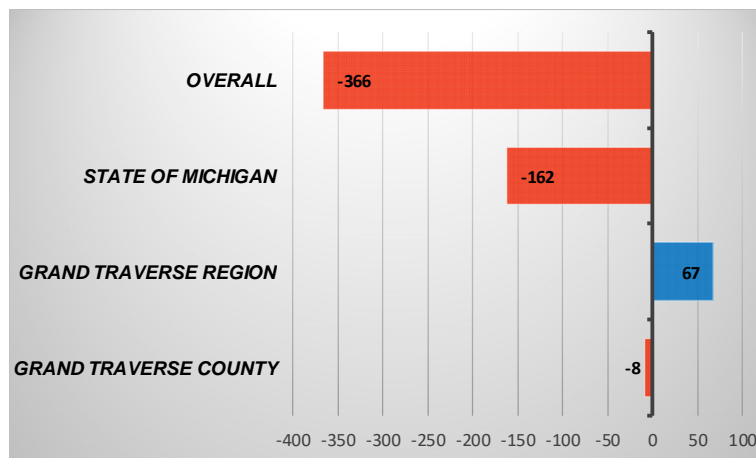 OVERALL
-366
STATE OF MICHIGAN
-162
GRAND TRAVERSE REGION
67
GRAND TRAVERSE COUNTY
-8
-400 -350 -300 -250 -200 -150 -100 -50 0 50 100